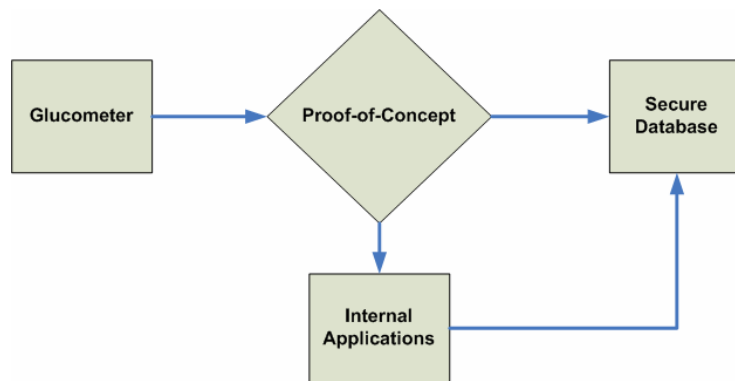 Glucometer
Proof-of-Concept
Secure
Database
Internal
Applications